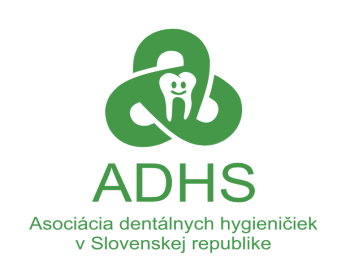 ADHS
Asociácia dentálnych hygieničiek
v Slovenskej republike